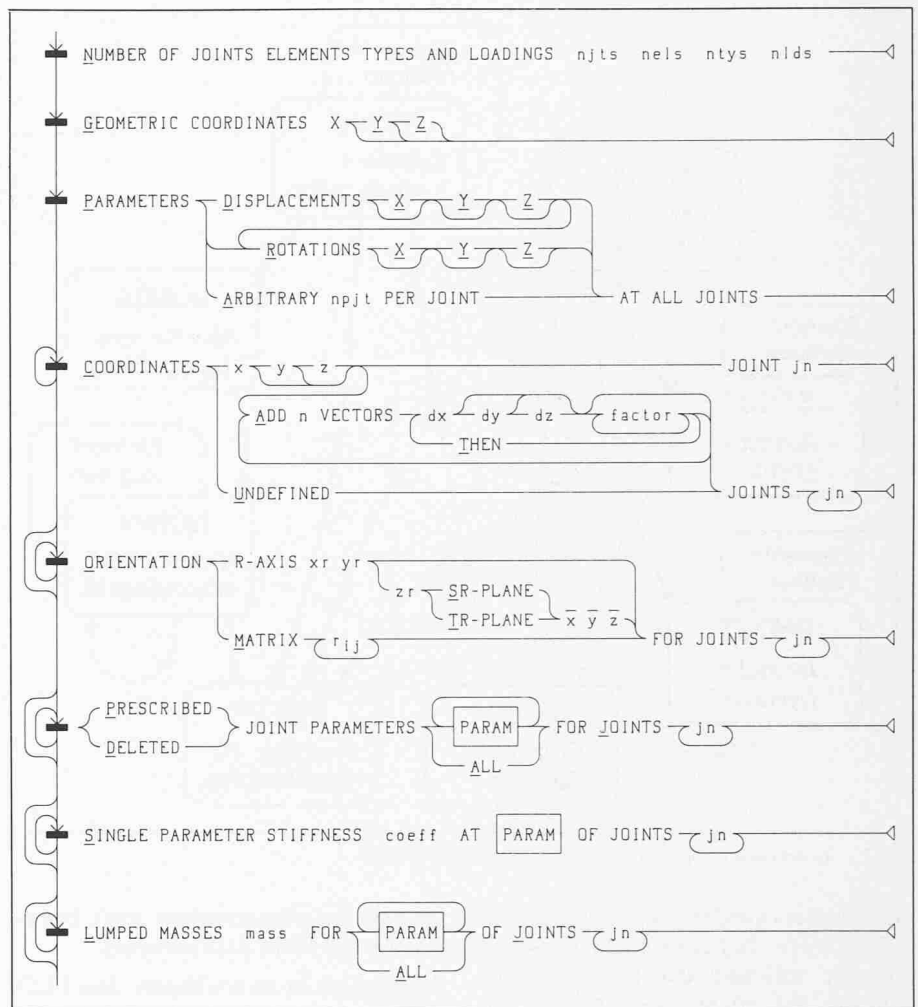 NUMBER OF JOINTS ELEMENTS TYPES AND LOADINGS njts nels ntys nlds
GEOMETRIC COORDINATES X Y Z
PARAMETERS DISPLACEMENTS X Y Z
ROTATIONS X Y Z
ARBITRARY npjt PER JOINT AT ALL JOINTS
COORDINATES x y z JOINT jn
ADD n VECTORS dx dy dz factor
THEN
UNDEFINED JOINTS jn
ORIENTATION R-AXIS xr yr
zr SR-PLANE
TR-PLANE x̅ y̅ z̅
MATRIX rij FOR JOINTS jn
PRESCRIBED
DELETED JOINT PARAMETERS PARAM FOR JOINTS jn
ALL
SINGLE PARAMETER STIFFNESS coeff AT PARAM OF JOINTS jn
LUMPED MASSES mass FOR PARAM OF JOINTS jn
ALL